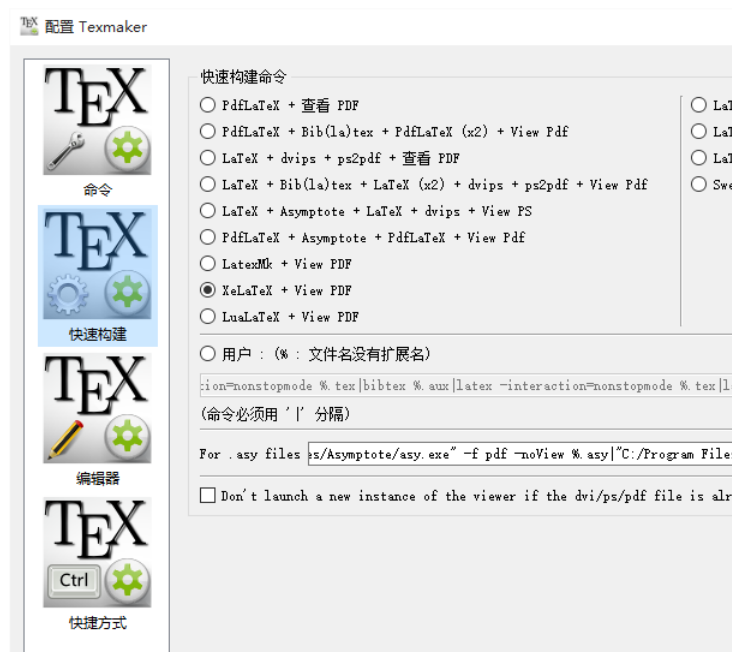 配置 Texmaker
TEX
命令
TEX
快速构建
TEX
编辑器
TEX
Ctrl
快捷方式
快速构建命令
PdfLaTeX + 查看 PDF
PdfLaTeX + Bib(la)tex + PdfLaTeX (x2) + View Pdf
LaTeX + dvips + ps2pdf + 查看 PDF
LaTeX + Bib(la)tex + LaTeX (x2) + dvips + ps2pdf + View Pdf
LaTeX + Asymptote + LaTeX + dvips + View PS
PdfLaTeX + Asymptote + PdfLaTeX + View Pdf
LatexMk + View PDF
XeLaTeX + View PDF
LuaLaTeX + View PDF
用户 : (% : 文件名没有扩展名)
ion=nonstopmode %.tex|bibtex %.aux|latex -interaction=nonstopmode %.tex|l
(命令必须用 '|' 分隔)
For .asy files es/Asymptote/asy.exe" -f pdf -noView %.asy|"C:/Program File
Don't launch a new instance of the viewer if the dvi/ps/pdf file is alr